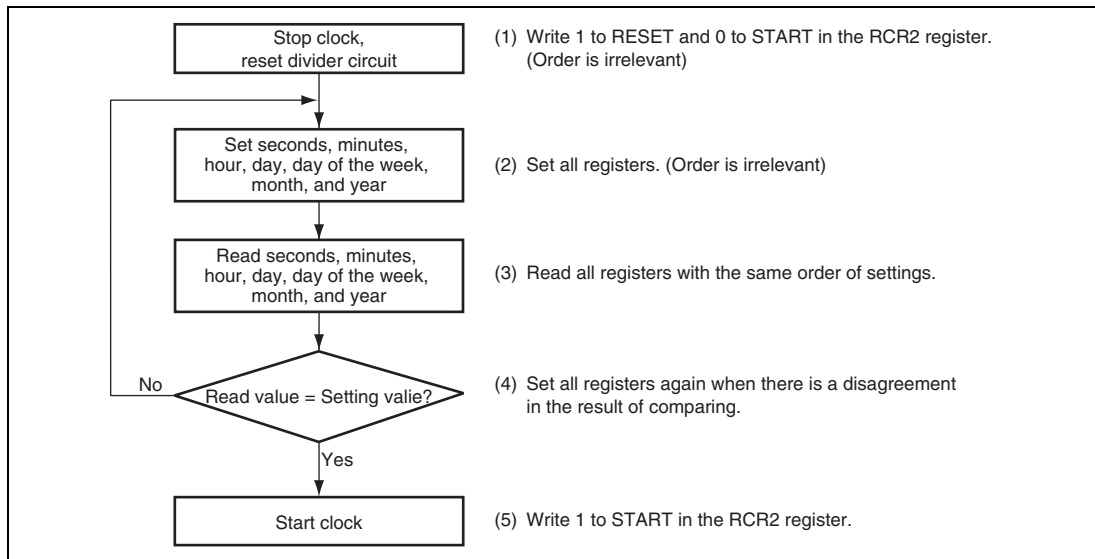 Stop clock,
reset divider circuit
(1) Write 1 to RESET and 0 to START in the RCR2 register.
(Order is irrelevant)
Set seconds, minutes,
hour, day, day of the week,
month, and year
(2) Set all registers. (Order is irrelevant)
Read seconds, minutes,
hour, day, day of the week,
month, and year
(3) Read all registers with the same order of settings.
No
Read value = Setting valie?
(4) Set all registers again when there is a disagreement
in the result of comparing.
Yes
Start clock
(5) Write 1 to START in the RCR2 register.